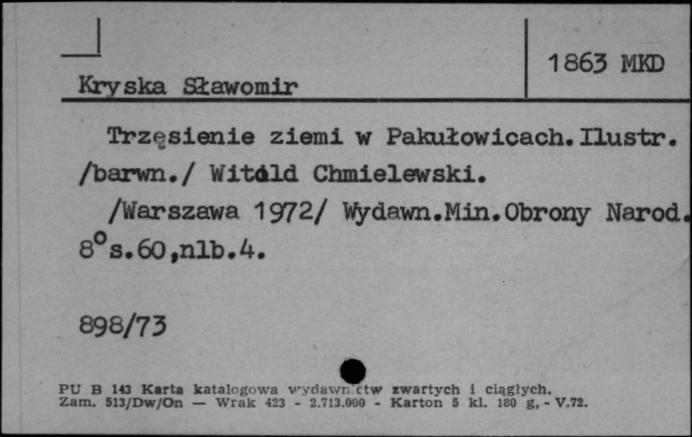 1863 MKD
Kryska Sławomir
Trzęsienie ziemi w Pakułowicach.Ilustr.
/barwn./ Witold Chmielewski.
/Warszawa 1972/ Wydawn.Min.Obrony Narod.
8° s.60,nlb.4.
898/73
PU B 143 Karta katalogowa wydawnictw zwartych i ciągłych.
Zam. 513/Dw/On — Wrak 423 - 2.713.000 - Karton 5 kl. 180 g, - V.72.